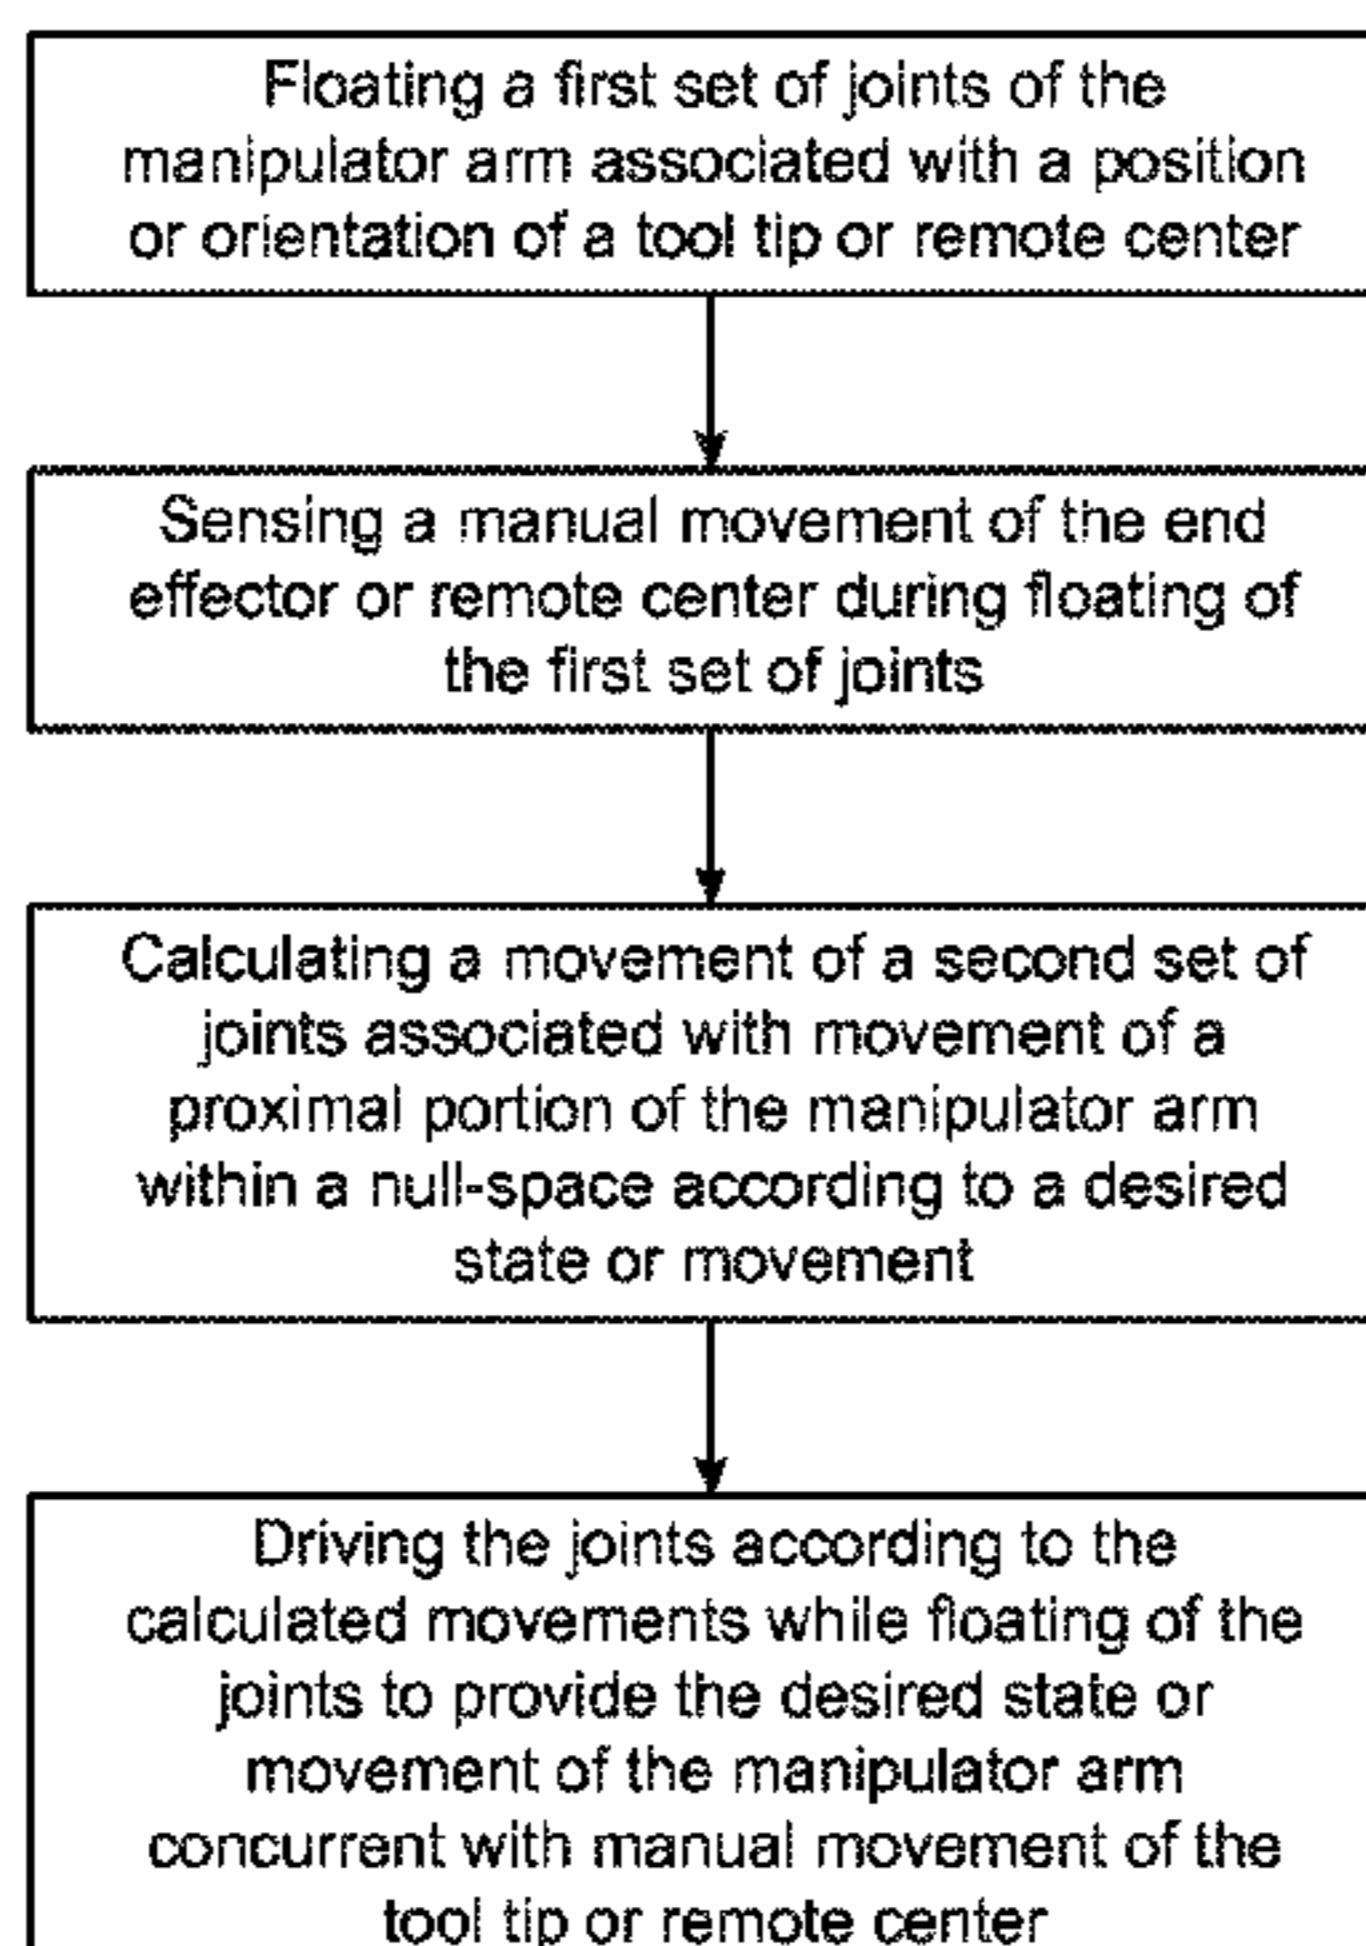 Floating a first set of joints of the
manipulator arm associated with a position
or orientation of a tool tip or remote center
Sensing a manual movement of the end
effector or remote center during floating of
the first set of joints
Calculating a movement of a second set of
joints associated with movement of a
proximal portion of the manipulator arm
within a null-space according to a desired
state or movement
Driving the joints according to the
calculated movements while floating of the
joints to provide the desired state or
movement of the manipulator arm
concurrent with manual movement of the
tool tip or remote center